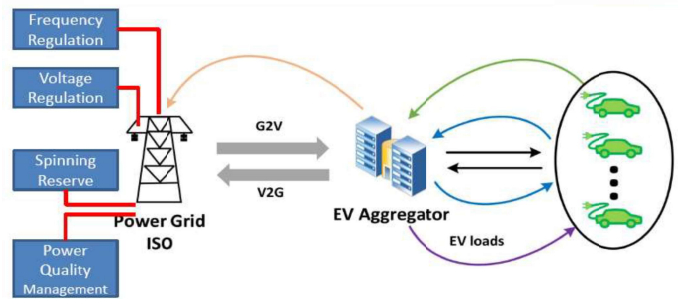 Frequency
Regulation
Voltage
Regulation
Spinning
Reserve
Power
Quality
Management
Power Grid
ISO
G2V
V2G
EV Aggregator
EV loads